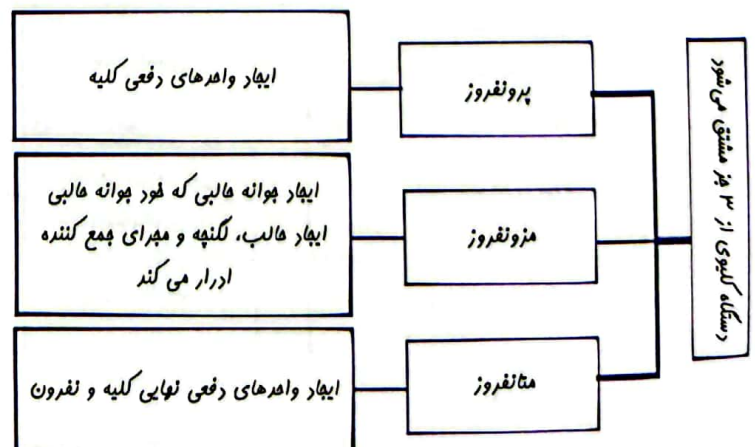 دستگاه کلیوی از ۳ جز مشتق می‌شود
پرونفروز
ایجاد واحدهای دفعی کلیه
مزونفروز
ایجاد جوانه حالبی که خود جوانه حالبی
ایجاد حالب، لگنچه و مجرای جمع کننده
ادرار می کند
متانفروز
ایجاد واحدهای دفعی نهایی کلیه و نفرون